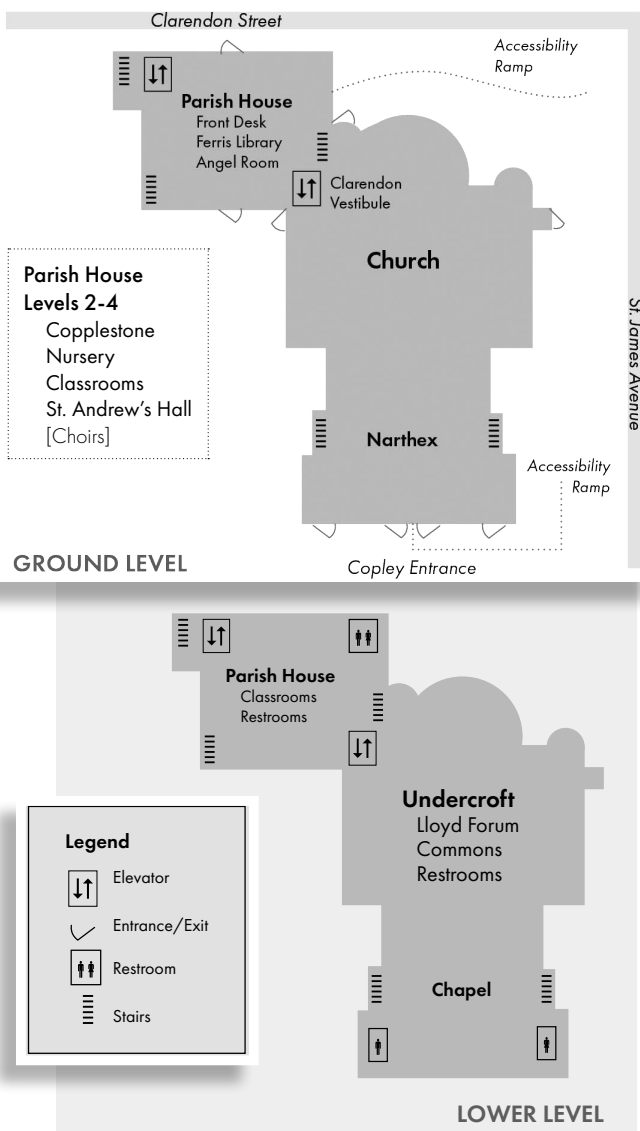 Clarendon Street
Accessibility
Ramp
Parish House
Front Desk
Ferris Library
Angel Room
Clarendon
Vestibule
Church
Parish House
Levels 2-4
Copplestone
Nursery
Classrooms
St. Andrew's Hall
[Choirs]
St. James Avenue
Narthex
Accessibility
Ramp
Copley Entrance
GROUND LEVEL
Parish House
Classrooms
Restrooms
Undercroft
Lloyd Forum
Commons
Restrooms
Chapel
Legend
Elevator
Entrance/Exit
Restroom
Stairs
LOWER LEVEL